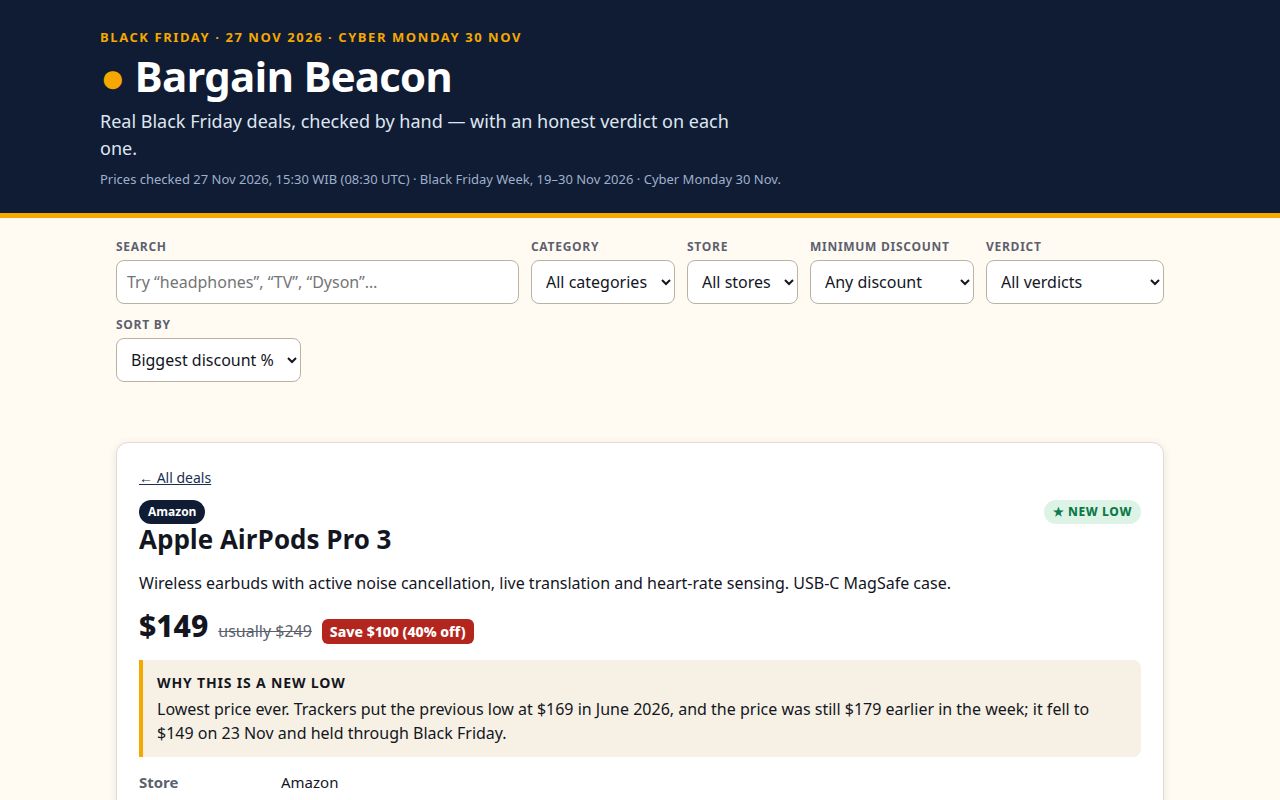 BLACK FRIDAY · 27 NOV 2026 · CYBER MONDAY 30 NOV
Bargain Beacon
Real Black Friday deals, checked by hand — with an honest verdict on each
one.
Prices checked 27 Nov 2026, 15:30 WIB (08:30 UTC) · Black Friday Week, 19–30 Nov 2026 · Cyber Monday 30 Nov.
SEARCH
Try “headphones”, “TV”, “Dyson”…
CATEGORY
All categories
STORE
All stores
MINIMUM DISCOUNT
Any discount
VERDICT
All verdicts
SORT BY
Biggest discount %
← All deals
Amazon
★ NEW LOW
Apple AirPods Pro 3
Wireless earbuds with active noise cancellation, live translation and heart-rate sensing. USB-C MagSafe case.
$149 usually $249 Save $100 (40% off)
WHY THIS IS A NEW LOW
Lowest price ever. Trackers put the previous low at $169 in June 2026, and the price was still $179 earlier in the week; it fell to
$149 on 23 Nov and held through Black Friday.
Store Amazon